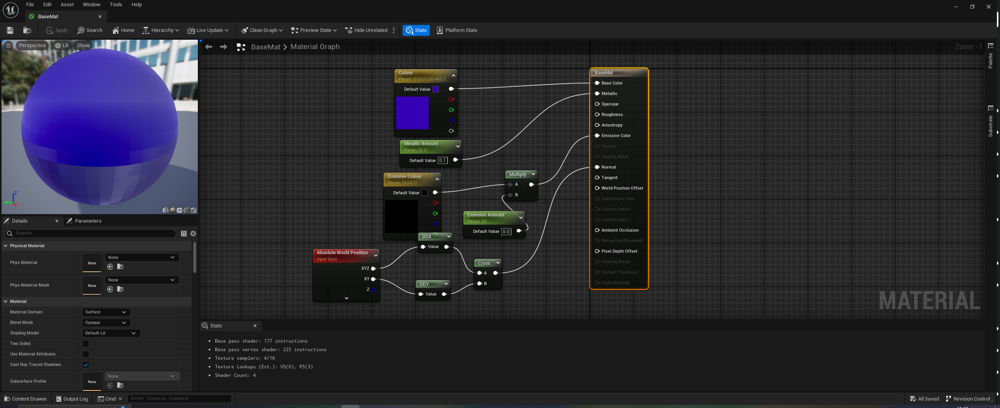 File Edit Asset Window Tools Help
BaseMat
Apply Search Home Hierarchy Live Update Clean Graph Preview State Hide Unrelated Stats Platform Stats
Perspective Lit Show
BaseMat > Material Graph
Zoom -1
Palette
Substrate
Colour
Param (0.0331,0,0.469,1)
Default Value
Metallic Amount
Param (0.1)
Default Value 0.1
Emissive Colour
Param (0,0,0,1)
Default Value
Multiply
A
B
Emission Amount
Param (0)
Default Value 0.0
DDX
Value
Absolute World Position
Input Data
XYZ
XY
Z
DDY
Value
Cross
A
B
BaseMat
Base Color
Metallic
Specular
Roughness
Anisotropy
Emissive Color
Opacity
Opacity Mask
Normal
Tangent
World Position Offset
Subsurface Color
Custom Data 0
Custom Data 1
Ambient Occlusion
Refraction (Disabled)
Pixel Depth Offset
Shading Model
Surface Thickness
Front Material
MATERIAL
Z
Y
X
Details Parameters
Search
Physical Material
Phys Material None None
Phys Material Mask None None
Material
Material Domain Surface
Blend Mode Opaque
Shading Model Default Lit
Two Sided
Use Material Attributes
Cast Ray Traced Shadows
Subsurface Profile None None
Stats
Base pass shader: 177 instructions
Base pass vertex shader: 225 instructions
Texture samplers: 4/16
Texture Lookups (Est.): VS(0), PS(3)
Shader Count: 4
Content Drawer Output Log Cmd Enter Console Command All Saved Revision Control